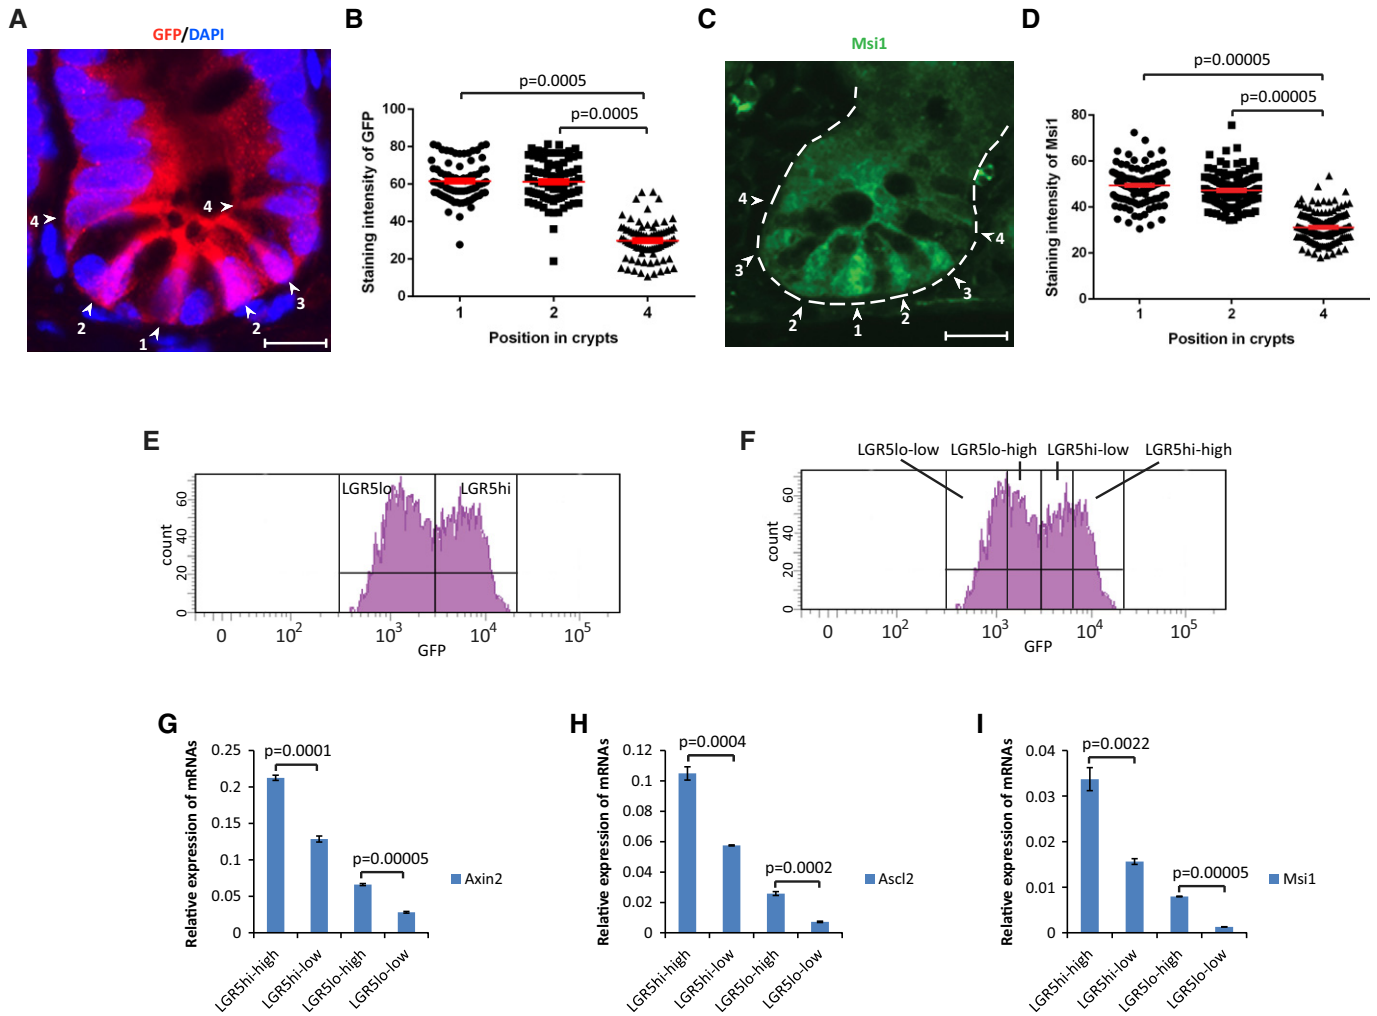 A
GFP/DAPI
4
4
2
1
2
3
B
p=0.0005
p=0.0005
Staining intensity of GFP
100
80
60
40
20
0
1 2 4
Position in crypts
C
Msi1
4
4
3
3
2
1
2
D
p=0.00005
p=0.00005
Staining intensity of Msi1
80
60
40
20
0
1 2 4
Position in crypts
E
LGR5lo LGR5hi
count
60
40
20
0
0 10² 10³ 10⁴ 10⁵
GFP
F
LGR5lo-low LGR5lo-high LGR5hi-low LGR5hi-high
count
60
40
20
0
0 10² 10³ 10⁴ 10⁵
GFP
G
Relative expression of mRNAs
0.25
0.2
0.15
0.1
0.05
0
p=0.0001
p=0.00005
Axin2
LGR5hi-high
LGR5hi-low
LGR5lo-high
LGR5lo-low
H
Relative expression of mRNAs
0.12
0.1
0.08
0.06
0.04
0.02
0
p=0.0004
p=0.0002
Ascl2
LGR5hi-high
LGR5hi-low
LGR5lo-high
LGR5lo-low
I
Relative expression of mRNAs
0.04
0.03
0.02
0.01
0
p=0.0022
p=0.00005
Msi1
LGR5hi-high
LGR5hi-low
LGR5lo-high
LGR5lo-low